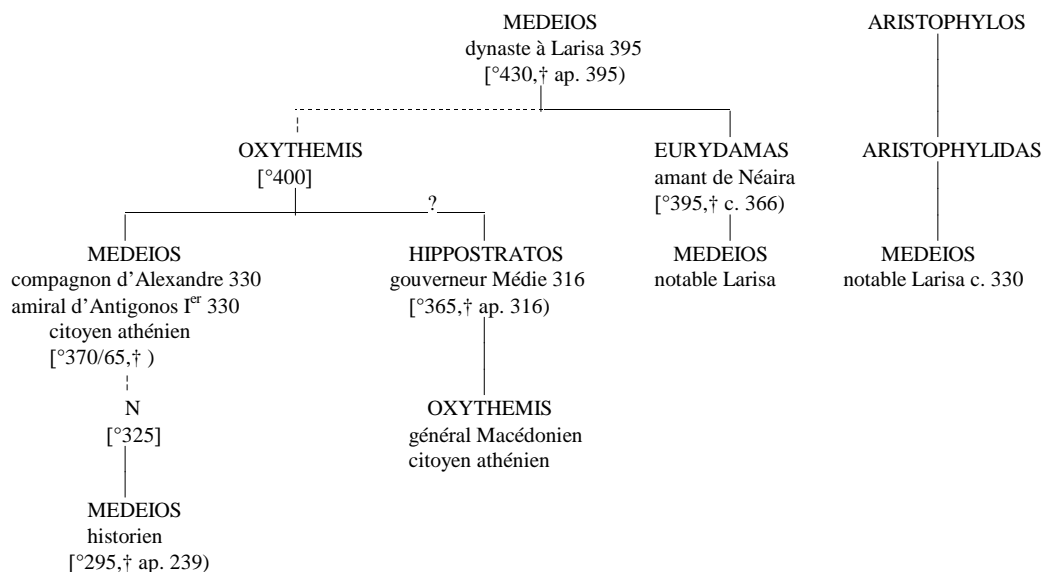 MEDEIOS
dynaste à Larisa 395
[°430,† ap. 395)
ARISTOPHYLOS
OXYTHEMIS
[°400]
EURYDAMAS
amant de Néaira
[°395,† c. 366)
ARISTOPHYLIDAS
?
MEDEIOS
compagnon d’Alexandre 330
amiral d’Antigonos Ier 330
citoyen athénien
[°370/65,† )
HIPPOSTRATOS
gouverneur Médie 316
[°365,† ap. 316)
MEDEIOS
notable Larisa
MEDEIOS
notable Larisa c. 330
N
[°325]
OXYTHEMIS
général Macédonien
citoyen athénien
MEDEIOS
historien
[°295,† ap. 239)